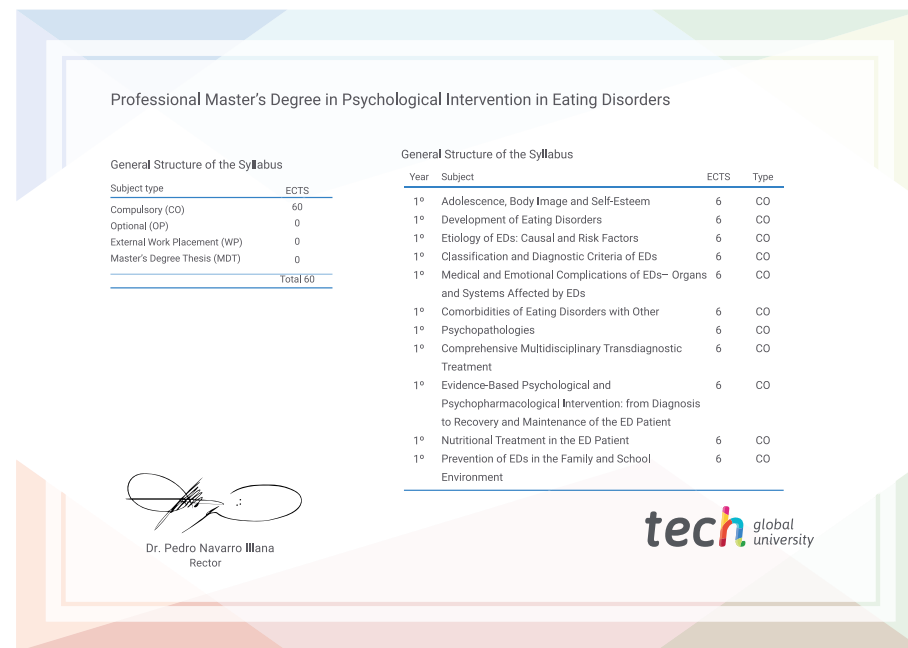 Professional Master's Degree in Psychological Intervention in Eating Disorders
General Structure of the Syllabus
Subject type ECTS
Compulsory (CO) 60
Optional (OP) 0
External Work Placement (WP) 0
Master's Degree Thesis (MDT) 0
Total 60
General Structure of the Syllabus
Year Subject ECTS Type
1º Adolescence, Body Image and Self-Esteem 6 CO
1º Development of Eating Disorders 6 CO
1º Etiology of EDs: Causal and Risk Factors 6 CO
1º Classification and Diagnostic Criteria of EDs 6 CO
1º Medical and Emotional Complications of EDs– Organs 6 CO
and Systems Affected by EDs
1º Comorbidities of Eating Disorders with Other 6 CO
1º Psychopathologies 6 CO
1º Comprehensive Multidisciplinary Transdiagnostic 6 CO
Treatment
1º Evidence-Based Psychological and 6 CO
Psychopharmacological Intervention: from Diagnosis
to Recovery and Maintenance of the ED Patient
1º Nutritional Treatment in the ED Patient 6 CO
1º Prevention of EDs in the Family and School 6 CO
Environment
Dr. Pedro Navarro Illana
Rector
tech global
university